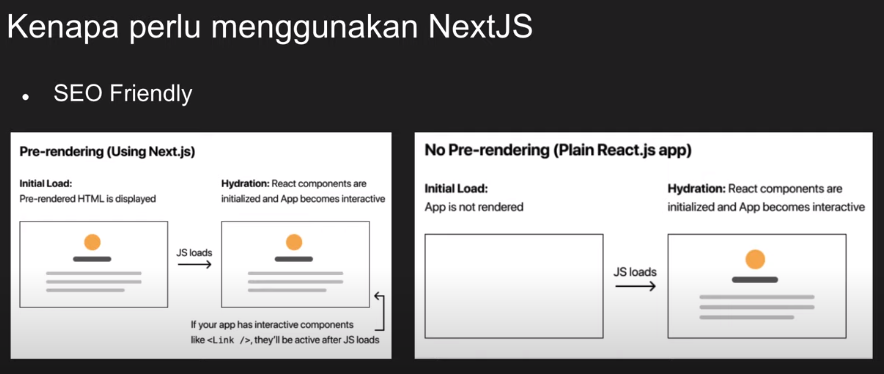 Kenapa perlu menggunakan NextJS
• SEO Friendly
Pre-rendering (Using Next.js)
Initial Load:
Pre-rendered HTML is displayed
Hydration: React components are
initialized and App becomes interactive
JS loads
If your app has interactive components
like <Link />, they'll be active after JS loads
No Pre-rendering (Plain React.js app)
Initial Load:
App is not rendered
Hydration: React components are
initialized and App becomes interactive
JS loads